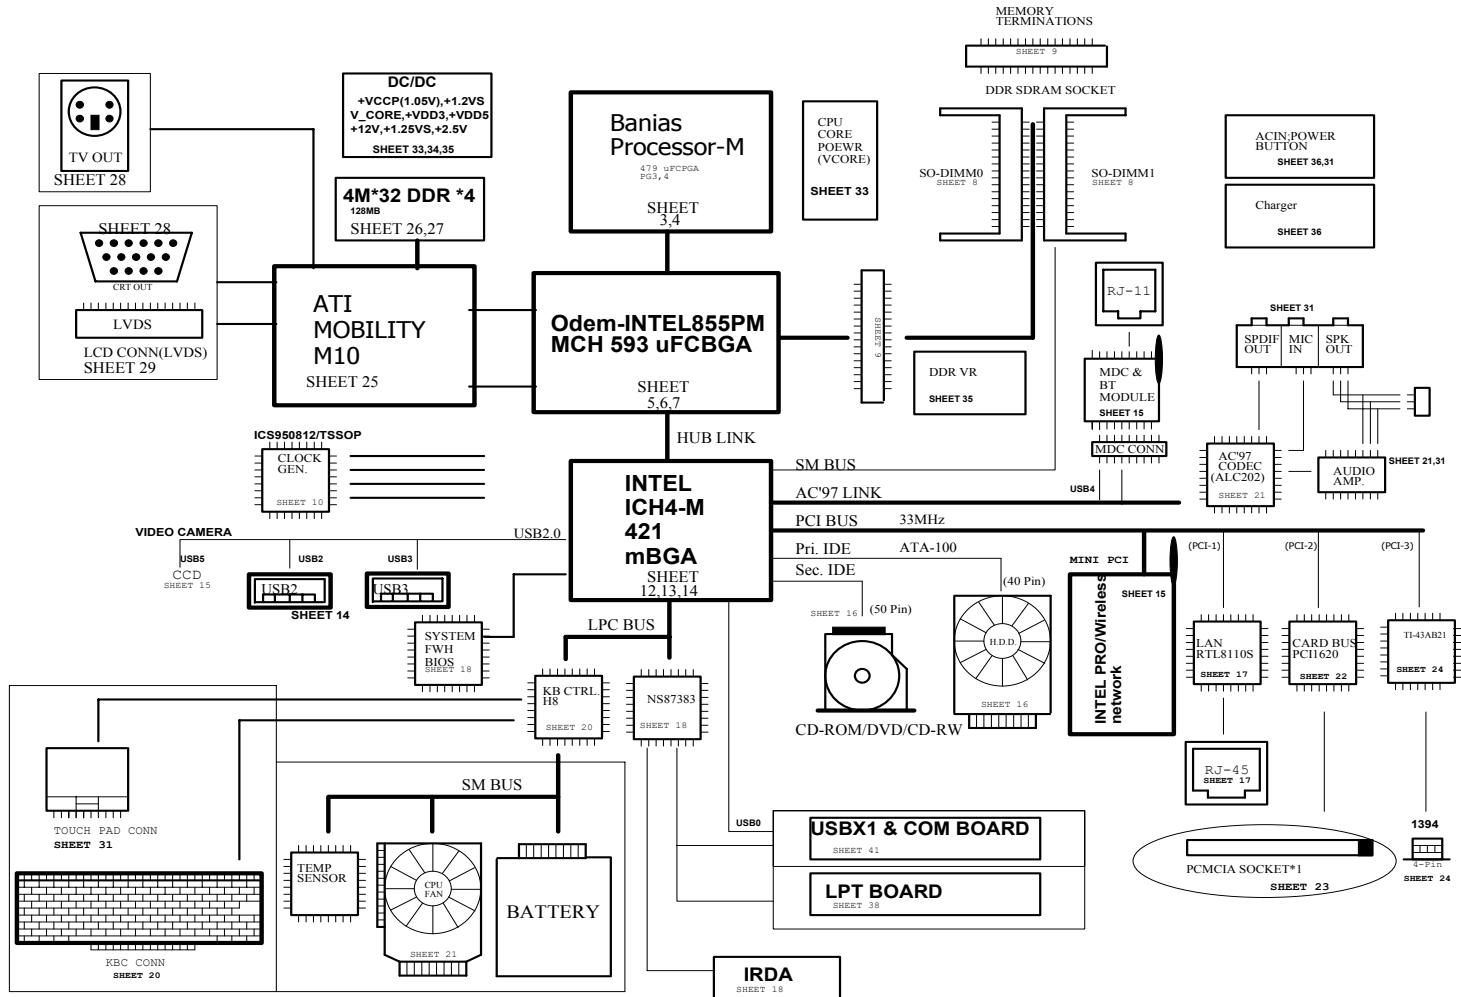 MEMORY
TERMINATIONS
SHEET 9
DDR SDRAM SOCKET
TV OUT
SHEET 28
DC/DC
+VCCP(1.05V),+1.2VS
V_CORE,+VDD3,+VDD5
+12V,+1.25VS,+2.5V
SHEET 33,34,35
Banias
Processor-M
479 uFCPGA
PG3,4
SHEET
3,4
CPU
CORE
POEWR
(VCORE)
SHEET 33
SO-DIMM0
SHEET 8
SO-DIMM1
SHEET 8
ACIN;POWER
BUTTON
SHEET 36,31
Charger
SHEET 36
4M*32 DDR *4
128MB
SHEET 26,27
SHEET 28
CRT OUT
LVDS
LCD CONN(LVDS)
SHEET 29
ATI
MOBILITY
M10
SHEET 25
Odem-INTEL855PM
MCH 593 uFCBGA
SHEET
5,6,7
SHEET 9
DDR VR
SHEET 35
RJ-11
MDC &
BT
MODULE
SHEET 15
MDC CONN
SHEET 31
SPDIF
OUT
MIC
IN
SPK
OUT
AC'97
CODEC
(ALC202)
SHEET 21
AUDIO
AMP.
SHEET 21,31
HUB LINK
ICS950812/TSSOP
CLOCK
GEN.
SHEET 10
INTEL
ICH4-M
421
mBGA
SHEET
12,13,14
SM BUS
AC'97 LINK
USB4
PCI BUS
33MHz
Pri. IDE
ATA-100
Sec. IDE
VIDEO CAMERA
USB2.0
USB5
USB2
USB3
CCD
SHEET 15
USB2
USB3
SHEET 14
SYSTEM
FWH
BIOS
SHEET 18
LPC BUS
KB CTRL.
H8
SHEET 20
NS87383
SHEET 18
SHEET 16
(50 Pin)
CD-ROM/DVD/CD-RW
(40 Pin)
H.D.D.
SHEET 16
MINI PCI
SHEET 15
INTEL PRO/Wireless
network
(PCI-1)
(PCI-2)
(PCI-3)
LAN
RTL8110S
SHEET 17
CARD BUS
PCI1620
SHEET 22
TI-43AB21
SHEET 24
RJ-45
SHEET 17
PCMCIA SOCKET*1
SHEET 23
1394
4-Pin
SHEET 24
TOUCH PAD CONN
SHEET 31
KBC CONN
SHEET 20
SM BUS
TEMP
SENSOR
CPU
FAN
SHEET 21
BATTERY
USB0
USBX1 & COM BOARD
SHEET 41
LPT BOARD
SHEET 38
IRDA
SHEET 18